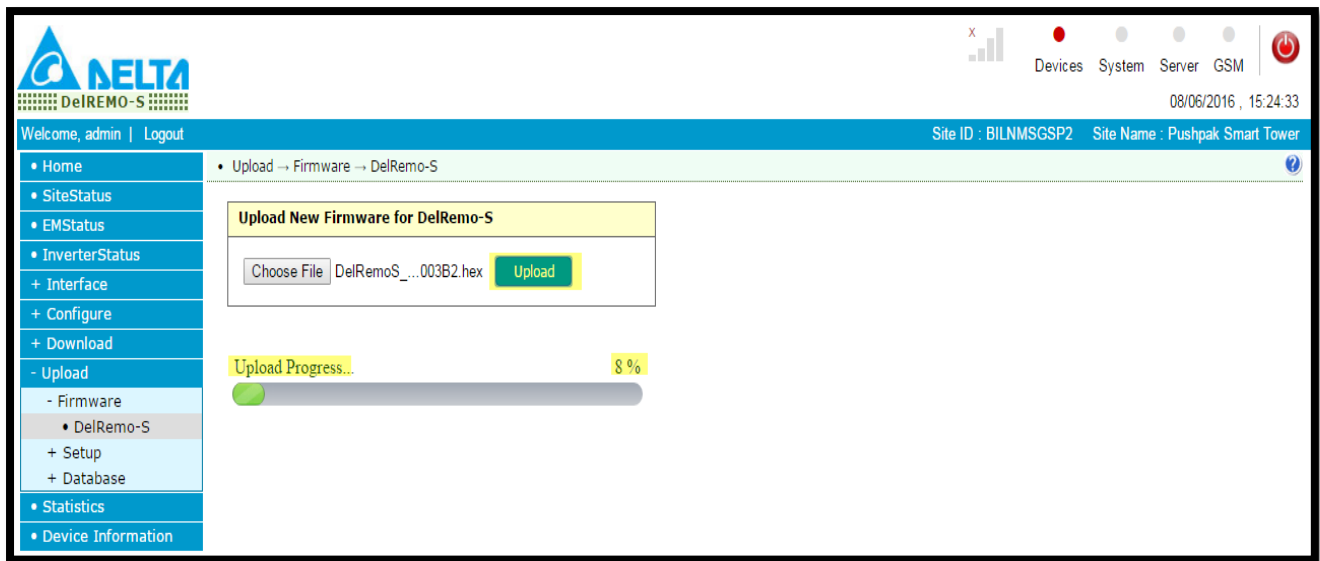 DELTA
DelREMO-S
x
Devices System Server GSM
08/06/2016 , 15:24:33
Welcome, admin | Logout
Site ID : BILNMSGSP2 Site Name : Pushpak Smart Tower
• Home
• SiteStatus
• EMStatus
• InverterStatus
+ Interface
+ Configure
+ Download
- Upload
- Firmware
• DelRemo-S
+ Setup
+ Database
• Statistics
• Device Information
• Upload → Firmware → DelRemo-S
?
Upload New Firmware for DelRemo-S
Choose File DelRemoS_...003B2.hex Upload
Upload Progress... 8 %